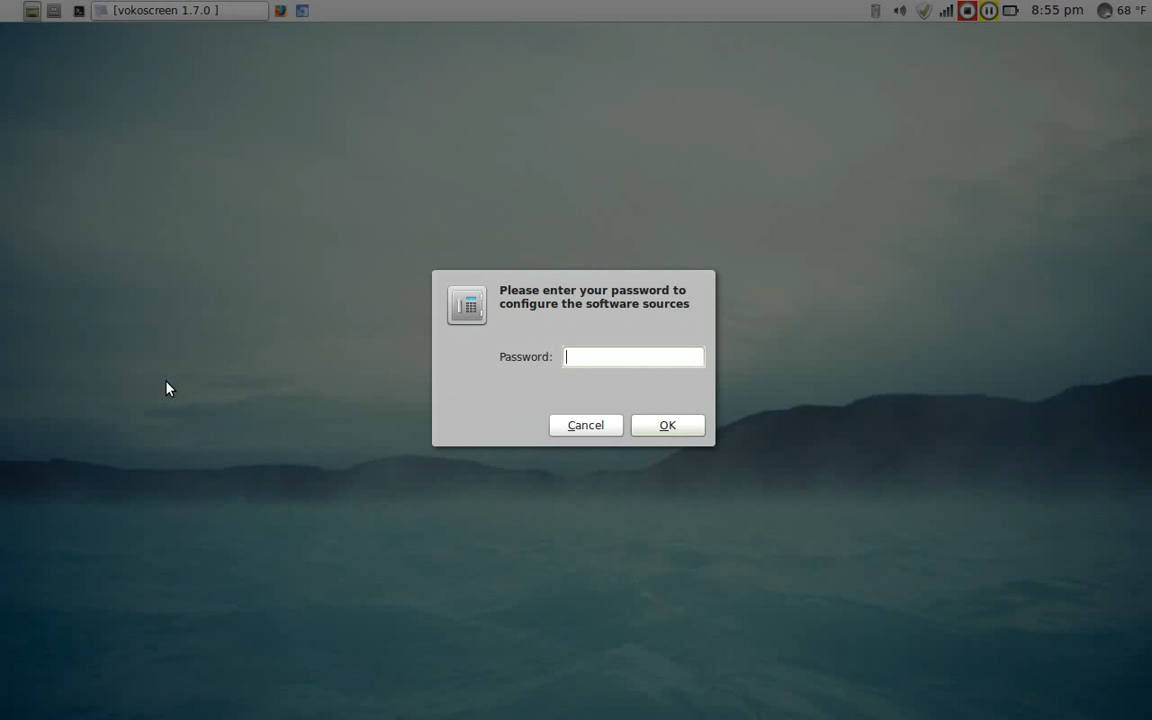 [vokoscreen 1.7.0 ]
8:55 pm
68 °F
Please enter your password to
configure the software sources
Password:
Cancel
OK